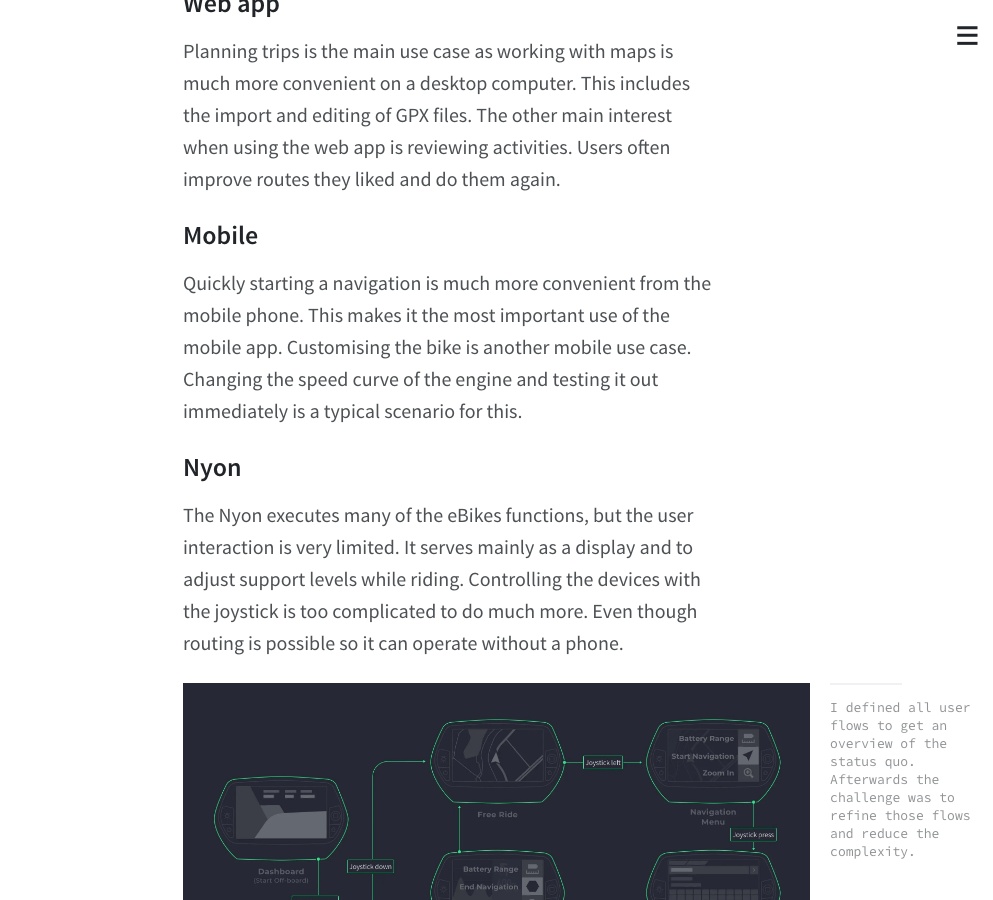 Web app
Planning trips is the main use case as working with maps is
much more convenient on a desktop computer. This includes
the import and editing of GPX files. The other main interest
when using the web app is reviewing activities. Users often
improve routes they liked and do them again.
Mobile
Quickly starting a navigation is much more convenient from the
mobile phone. This makes it the most important use of the
mobile app. Customising the bike is another mobile use case.
Changing the speed curve of the engine and testing it out
immediately is a typical scenario for this.
Nyon
The Nyon executes many of the eBikes functions, but the user
interaction is very limited. It serves mainly as a display and to
adjust support levels while riding. Controlling the devices with
the joystick is too complicated to do much more. Even though
routing is possible so it can operate without a phone.
Battery Range
Joystick left
Start Navigation
Zoom In
Free Ride
Navigation
Menu
Joystick press
Joystick down
Dashboard
(Start Off-board)
Battery Range
End Navigation
I defined all user
flows to get an
overview of the
status quo.
Afterwards the
challenge was to
refine those flows
and reduce the
complexity.